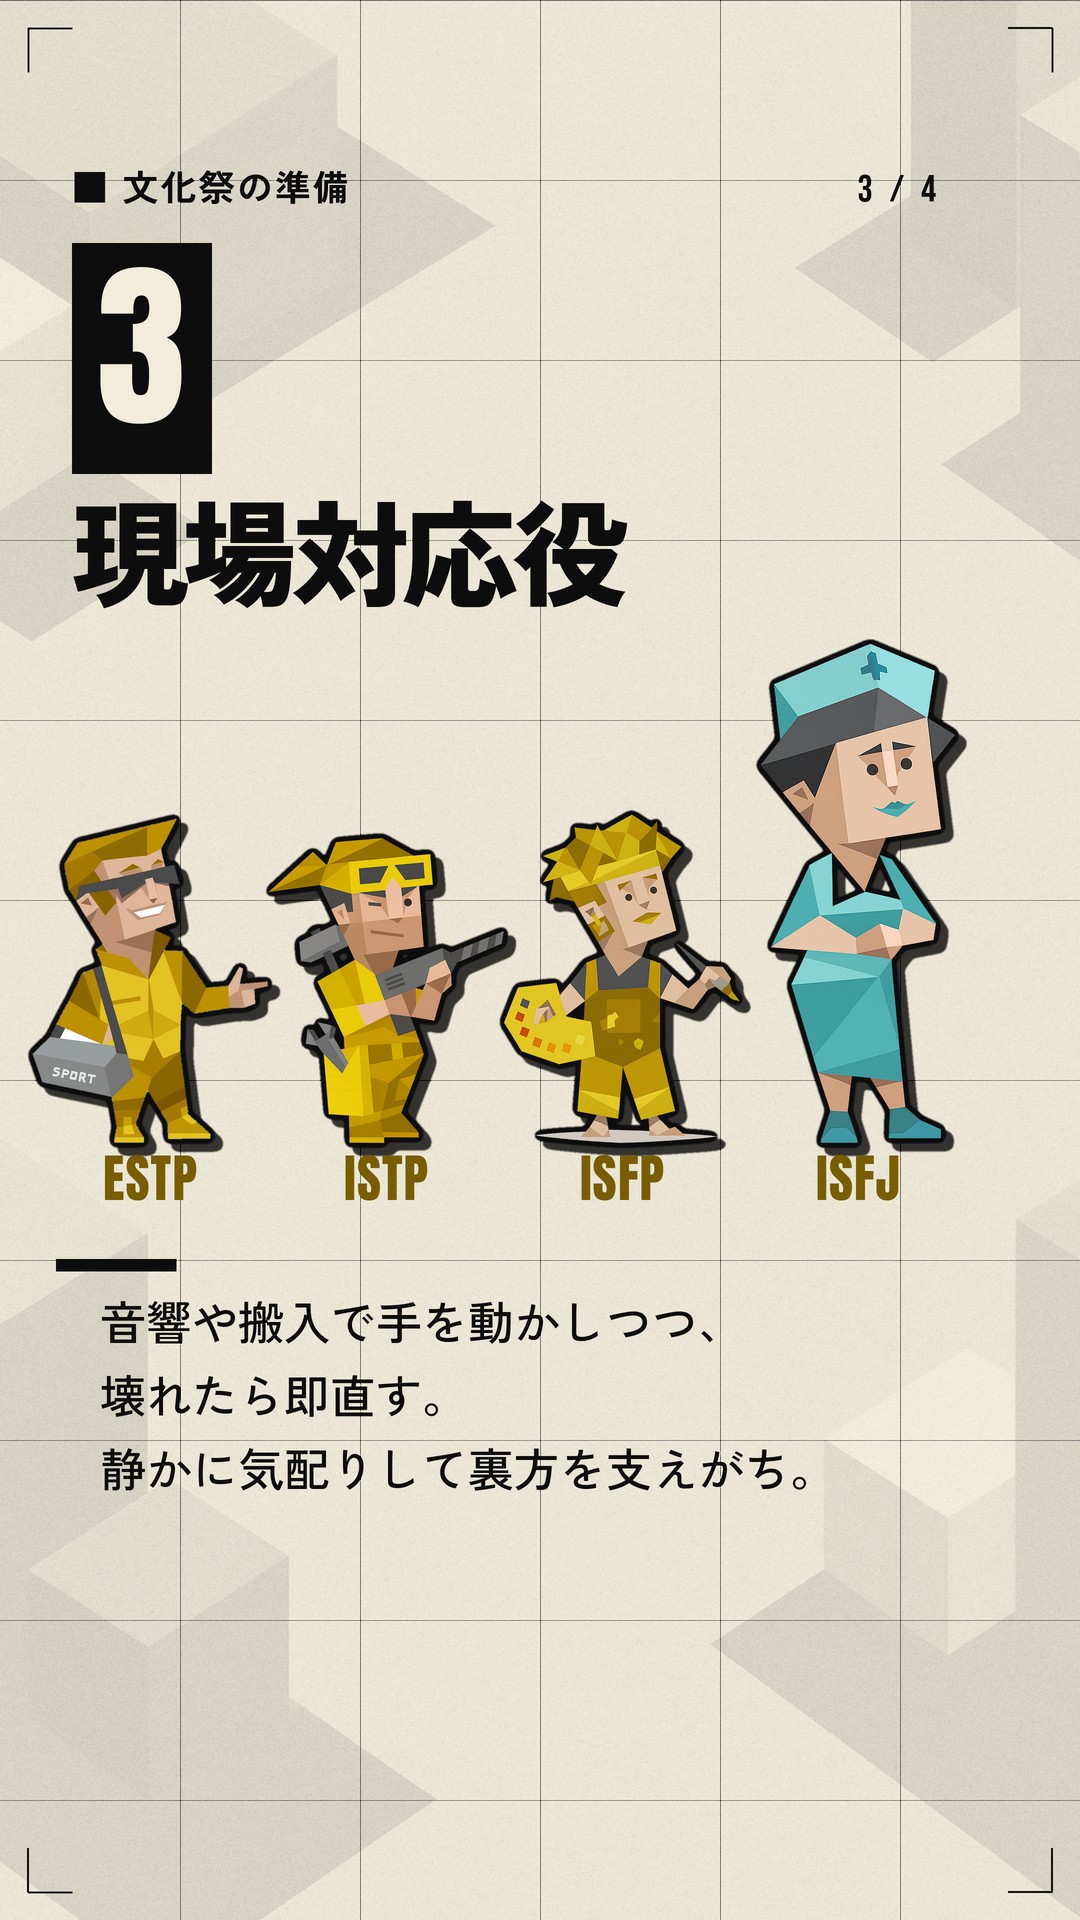 ■ 文化祭の準備
3 / 4
3
現場対応役
SPORT
ESTP
ISTP
ISFP
ISFJ
音響や搬入で手を動かしつつ、
壊れたら即直す。
静かに気配りして裏方を支えがち。